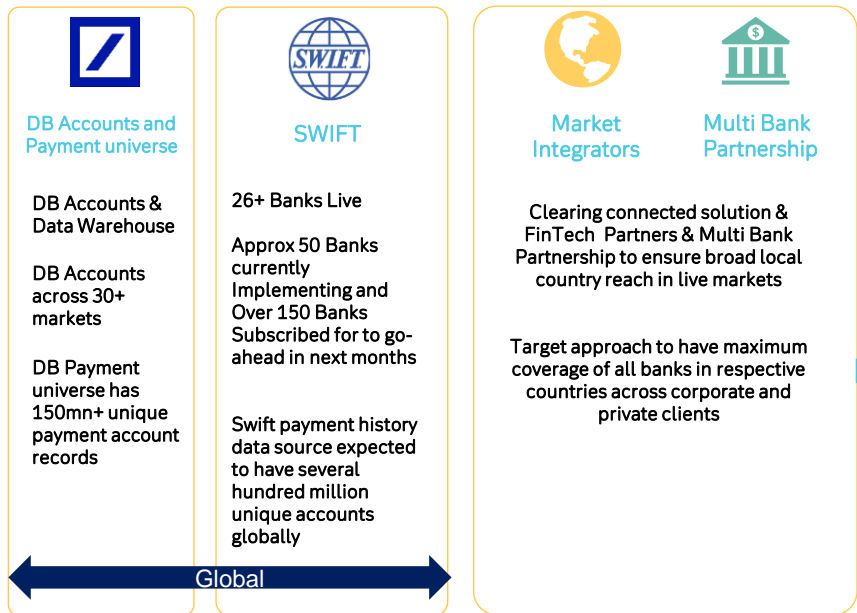 DB Accounts and
Payment universe
DB Accounts &
Data Warehouse
DB Accounts
across 30+
markets
DB Payment
universe has
150mn+ unique
payment account
records
S.W.I.F.T.
SWIFT
26+ Banks Live
Approx 50 Banks
currently
Implementing and
Over 150 Banks
Subscribed for to go-
ahead in next months
Swift payment history
data source expected
to have several
hundred million
unique accounts
globally
Global
Market
Integrators
$
Multi Bank
Partnership
Clearing connected solution &
FinTech Partners & Multi Bank
Partnership to ensure broad local
country reach in live markets
Target approach to have maximum
coverage of all banks in respective
countries across corporate and
private clients